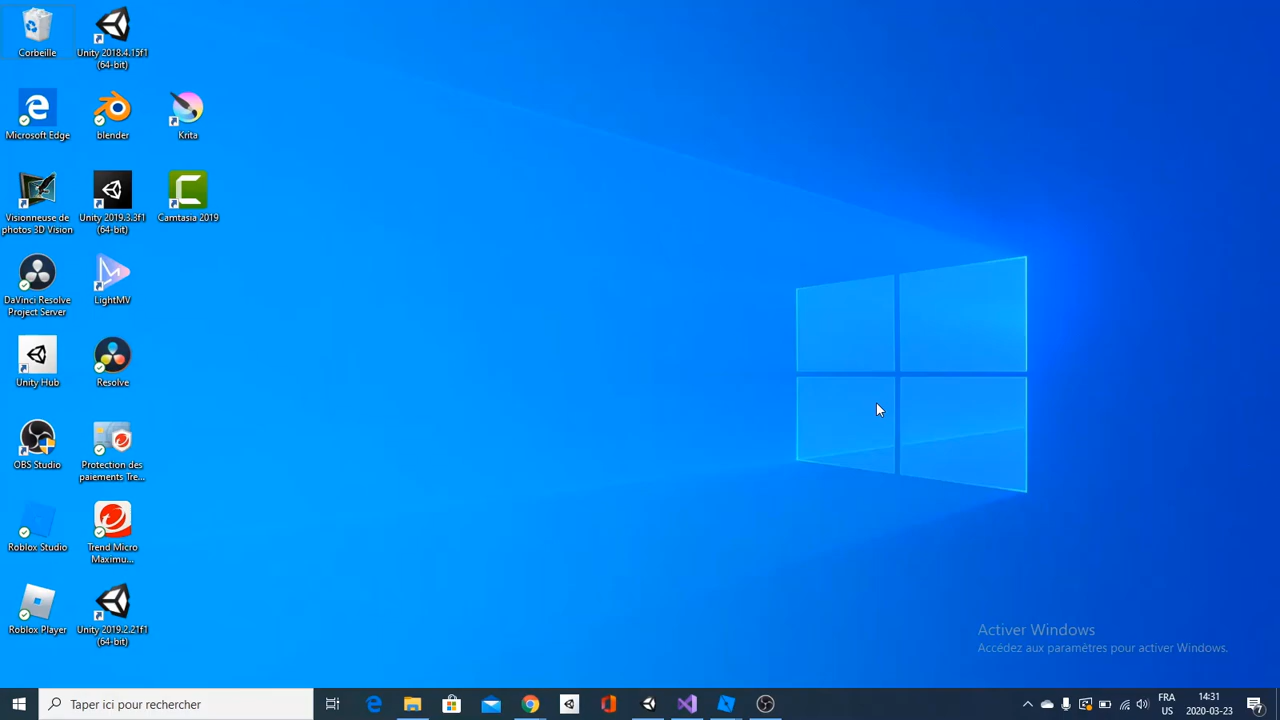 Corbeille
Unity 2018.4.15f1
(64-bit)
Microsoft Edge
blender
Krita
Visionneuse de
photos 3D Vision
Unity 2019.3.3f1
(64-bit)
Camtasia 2019
DaVinci Resolve
Project Server
LightMV
Unity Hub
Resolve
OBS Studio
Protection des
paiements Tre...
Roblox Studio
Trend Micro
Maximu...
Roblox Player
Unity 2019.2.21f1
(64-bit)
Activer Windows
Accédez aux paramètres pour activer Windows.
Taper ici pour rechercher
FRA
US
14:31
2020-03-23
7